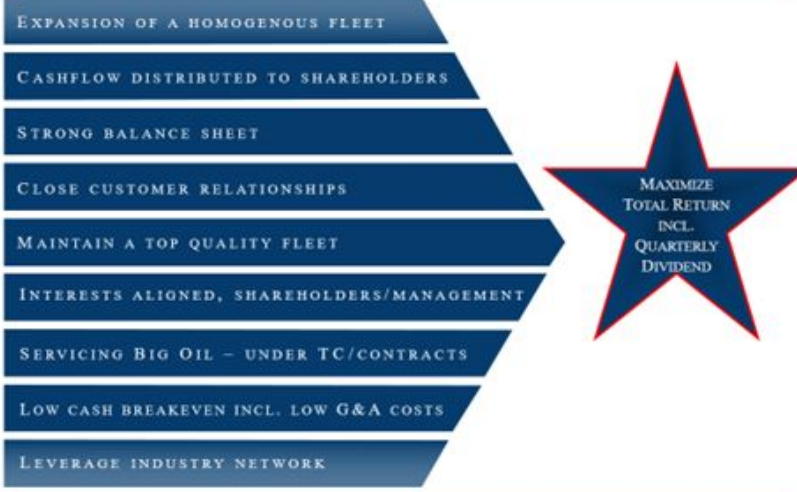 EXPANSION OF A HOMOGENOUS FLEET
CASHFLOW DISTRIBUTED TO SHAREHOLDERS
STRONG BALANCE SHEET
CLOSE CUSTOMER RELATIONSHIPS
MAINTAIN A TOP QUALITY FLEET
INTERESTS ALIGNED, SHAREHOLDERS/MANAGEMENT
SERVICING BIG OIL – UNDER TC/CONTRACTS
LOW CASH BREAKEVEN INCL. LOW G&A COSTS
LEVERAGE INDUSTRY NETWORK
MAXIMIZE
TOTAL RETURN
INCL.
QUARTERLY
DIVIDEND